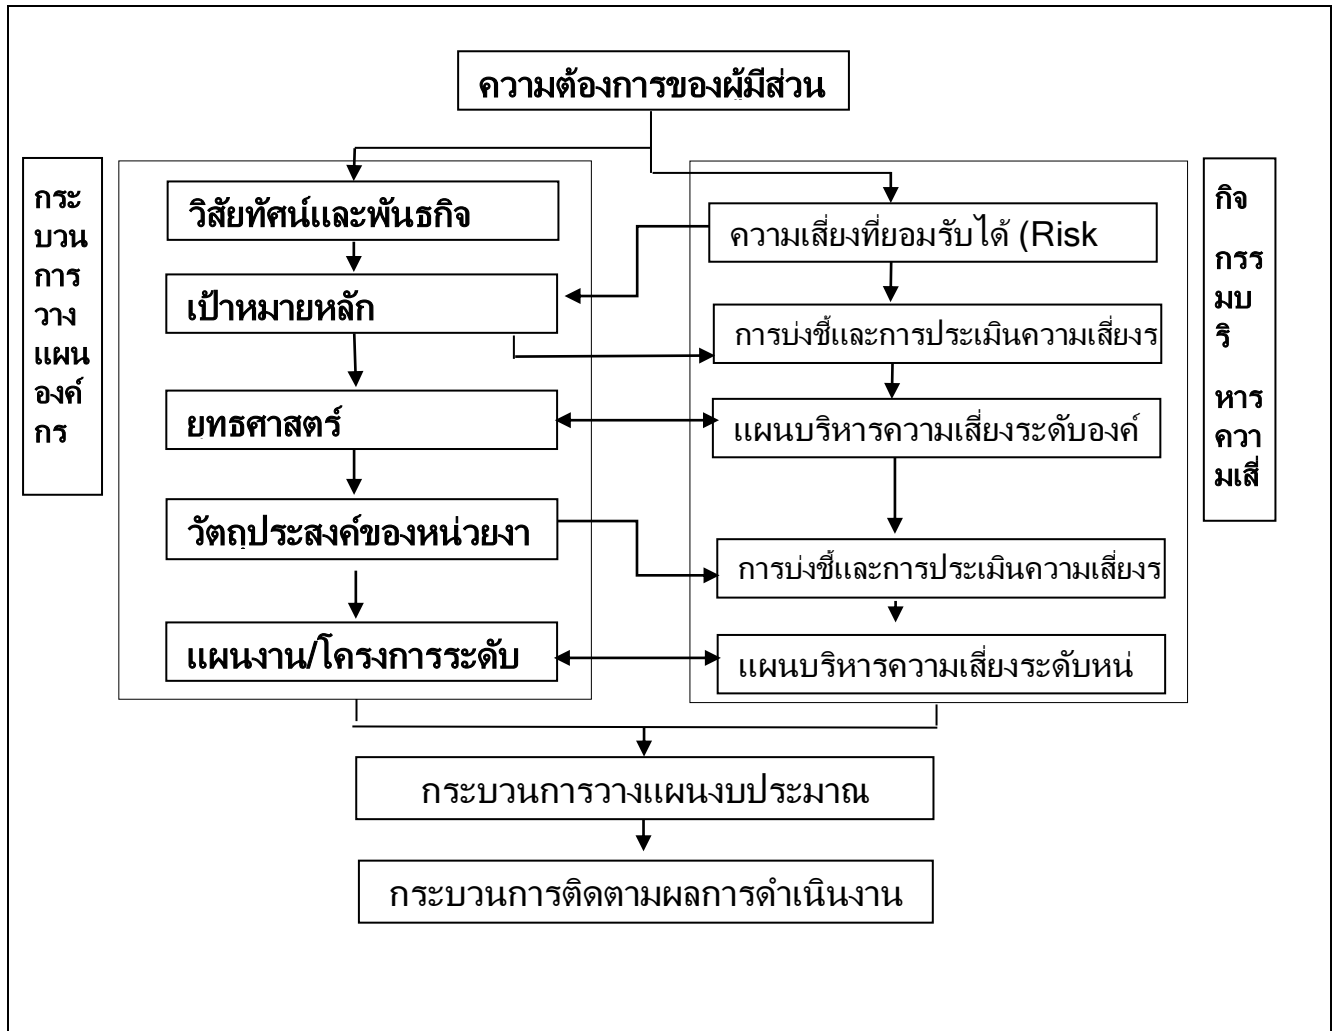 ความต้องการของผู้มีส่วน
กระ
บวน
การ
วาง
แผน
องค์
กร
วิสัยทัศน์และพันธกิจ
เป้าหมายหลัก
ยุทธศาสตร์
วัตถุประสงค์ของหน่วยงา
แผนงาน/โครงการระดับ
ความเสี่ยงที่ยอมรับได้ (Risk
การบ่งชี้และการประเมินความเสี่ยงร
แผนบริหารความเสี่ยงระดับองค์
การบ่งชี้และการประเมินความเสี่ยงร
แผนบริหารความเสี่ยงระดับหน่
กิจ
กรร
มบ
ริ
หาร
ควา
มเสี่
กระบวนการวางแผนงบประมาณ
กระบวนการติดตามผลการดำเนินงาน